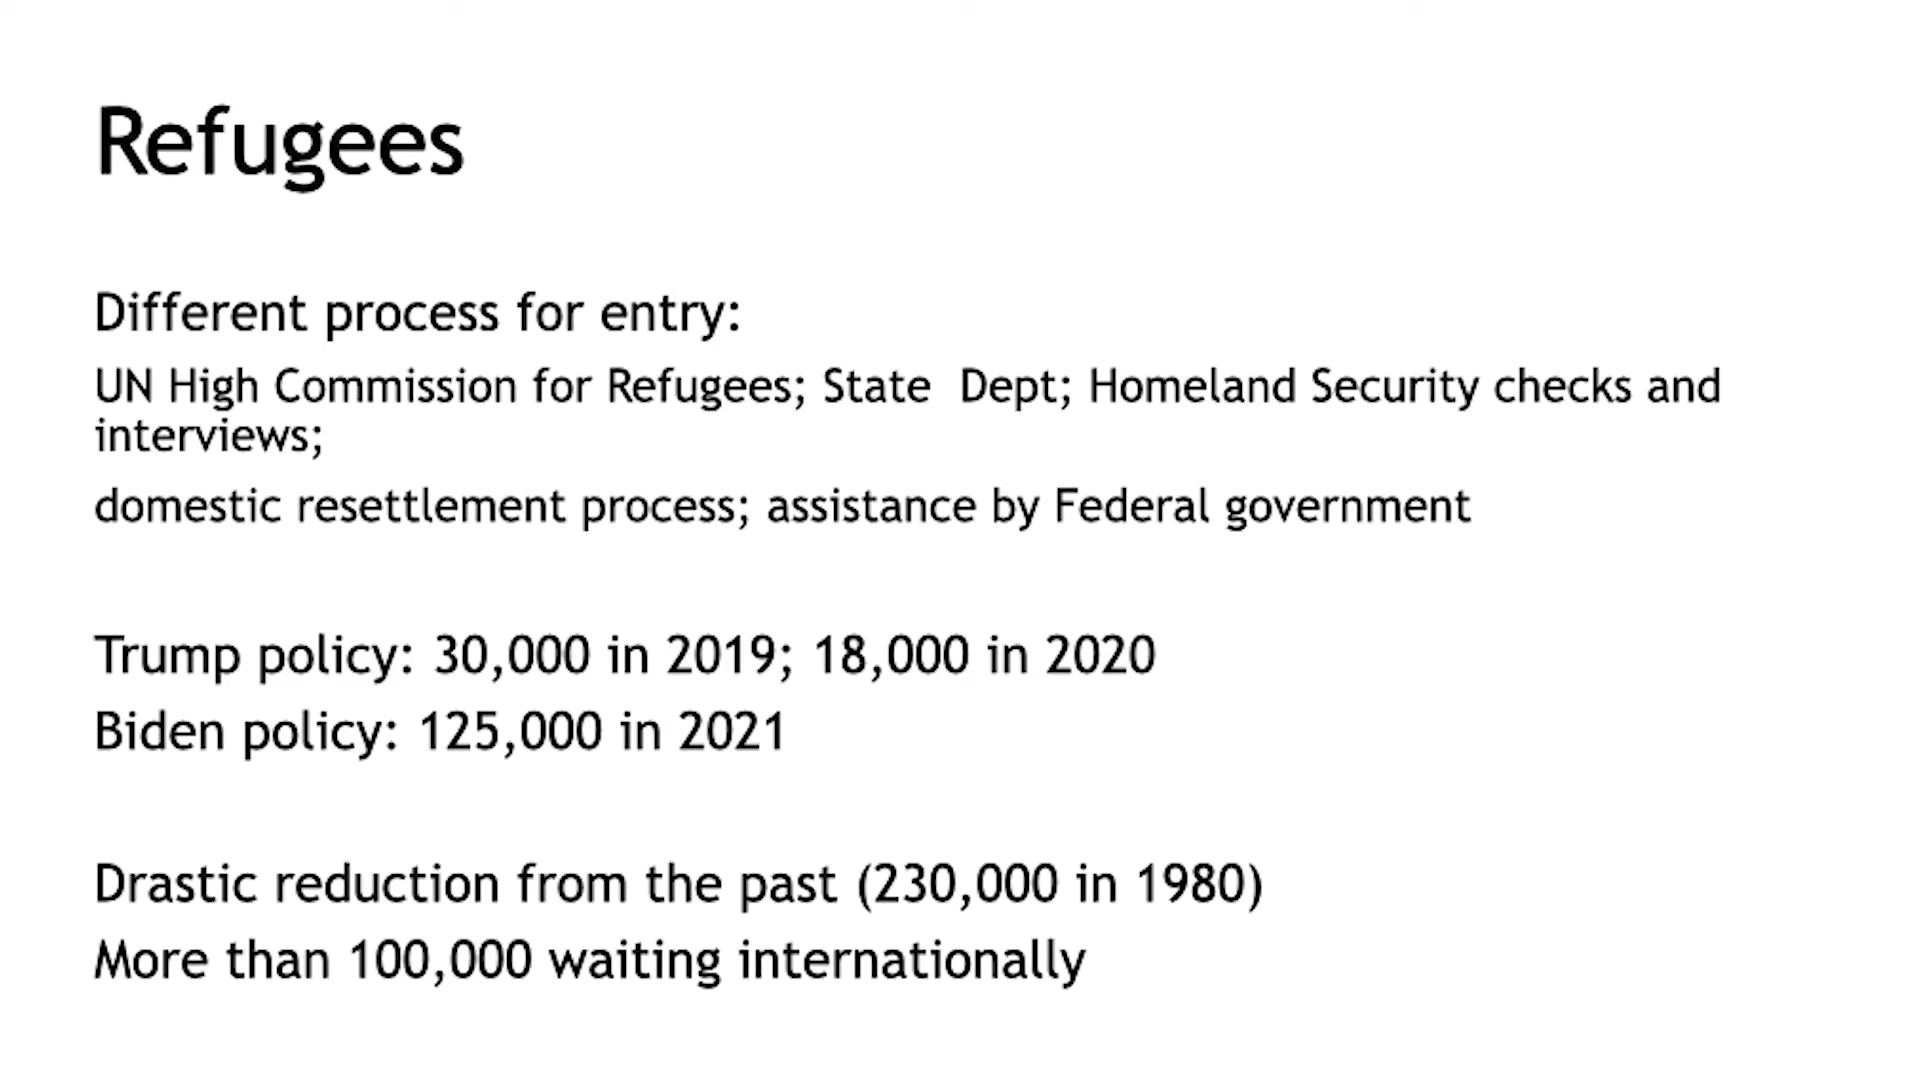 Refugees
Different process for entry:
UN High Commission for Refugees; State  Dept; Homeland Security checks and
interviews;
domestic resettlement process; assistance by Federal government
Trump policy: 30,000 in 2019; 18,000 in 2020
Biden policy: 125,000 in 2021
Drastic reduction from the past (230,000 in 1980)
More than 100,000 waiting internationally